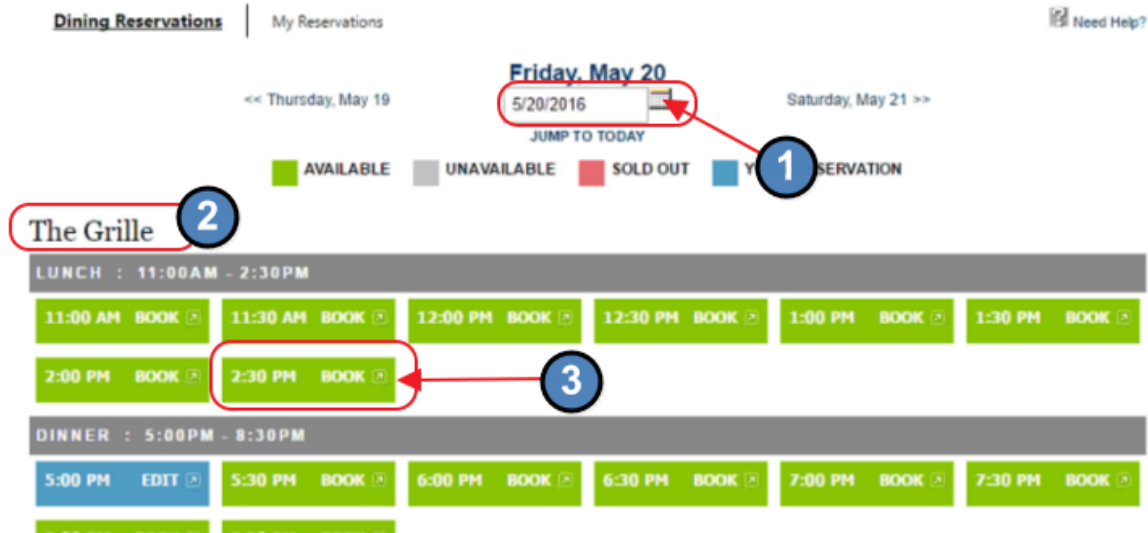 Dining Reservations My Reservations Need Help?
Friday, May 20
<< Thursday, May 19 5/20/2016 Saturday, May 21 >>
JUMP TO TODAY
1
AVAILABLE UNAVAILABLE SOLD OUT
2
The Grille
LUNCH : 11:00AM - 2:30PM
11:00 AM BOOK 11:30 AM BOOK 12:00 PM BOOK 12:30 PM BOOK 1:00 PM BOOK 1:30 PM BOOK
2:00 PM BOOK 2:30 PM BOOK 3
DINNER : 5:00PM - 8:30PM
5:00 PM EDIT 5:30 PM BOOK 6:00 PM BOOK 6:30 PM BOOK 7:00 PM BOOK 7:30 PM BOOK